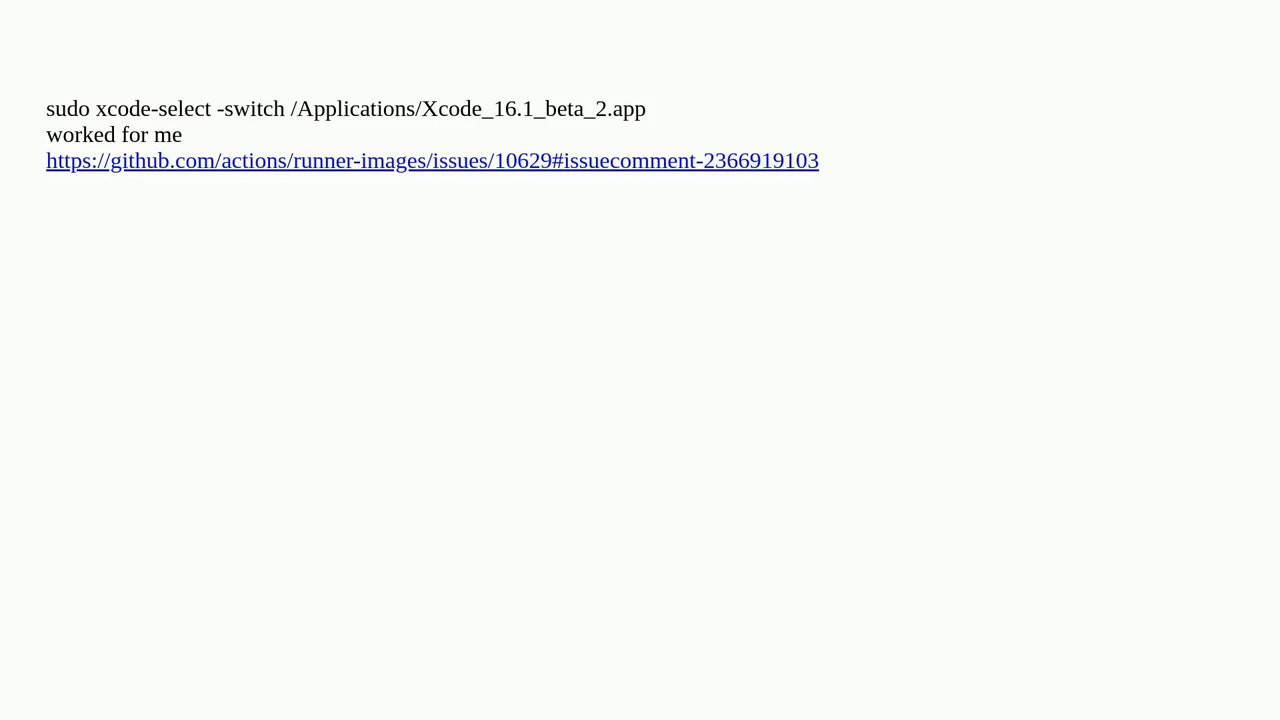 sudo xcode-select -switch /Applications/Xcode_16.1_beta_2.app
worked for me
https://github.com/actions/runner-images/issues/10629#issuecomment-2366919103